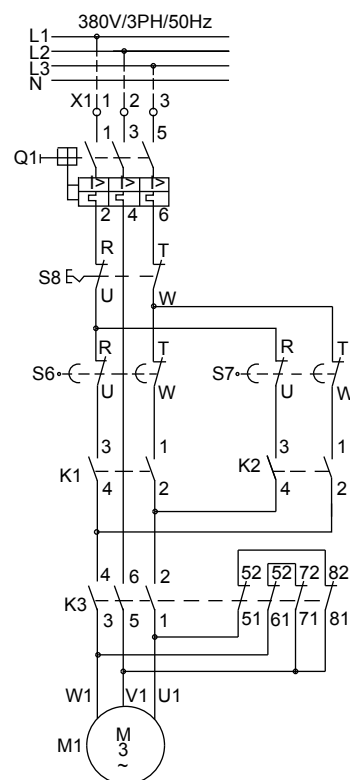 380V/3PH/50Hz
L1
L2
L3
N
X1 1 2 3
1 3 5
Q1
I> I> I>
2 4 6
R T
S8
U W
R T R T
S6 S7
U W U W
3 1 3 1
K1 K2
4 2 4 2
4 6 2 52 52 72 82
K3
3 5 1 51 61 71 81
W1 V1 U1
M1 M
3
~